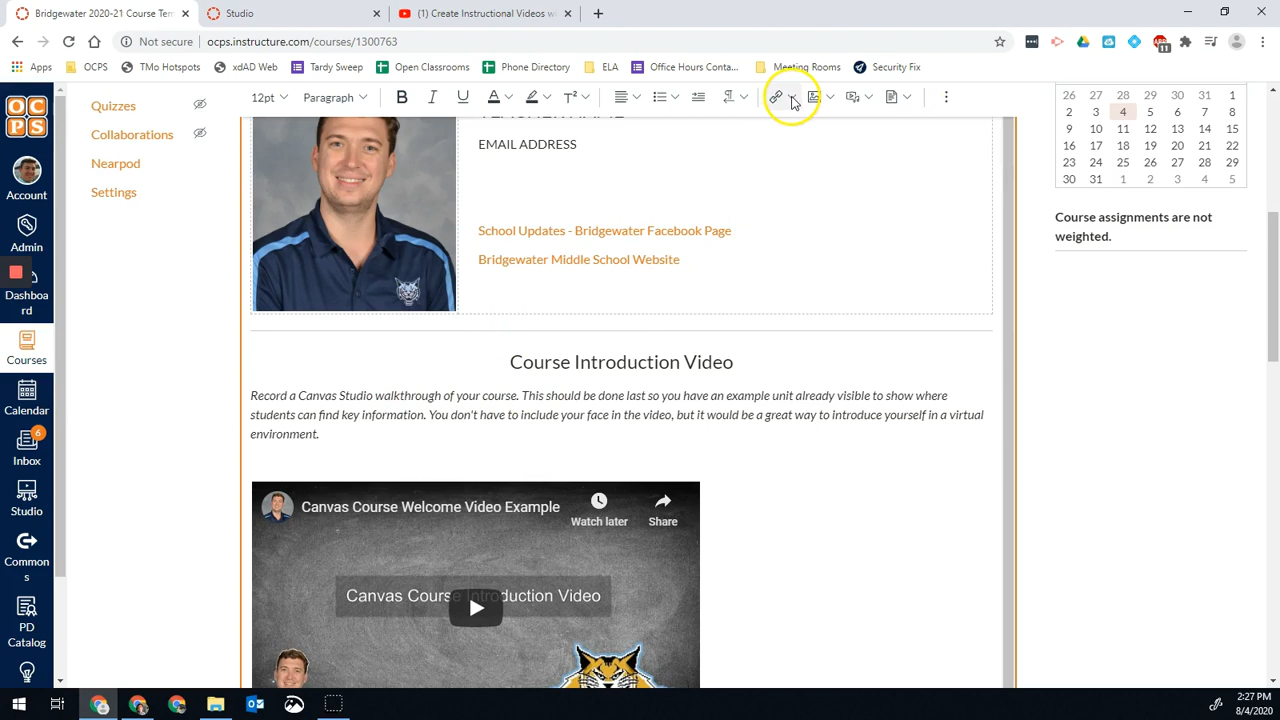 Bridgewater 2020-21 Course Tem
Studio
(1) Create Instructional Videos w
Not secure
ocps.instructure.com/courses/1300763
11
Apps
OCPS
TMo Hotspots
xdAD Web
Tardy Sweep
Open Classrooms
Phone Directory
ELA
Office Hours Conta...
Meeting Rooms
Security Fix
OCPS
Account
Admin
Dashboa
rd
Courses
Calendar
6
Inbox
Studio
Common
s
PD
Catalog
Quizzes
Collaborations
Nearpod
Settings
12pt
Paragraph
B
I
U
A
T²
EMAIL ADDRESS
School Updates - Bridgewater Facebook Page
Bridgewater Middle School Website
Course Introduction Video
Record a Canvas Studio walkthrough of your course. This should be done last so you have an example unit already visible to show where
students can find key information. You don't have to include your face in the video, but it would be a great way to introduce yourself in a virtual
environment.
Canvas Course Welcome Video Example
Watch later
Share
Canvas Course Introduction Video
26 27 28 29 30 31 1
2 3 4 5 6 7 8
9 10 11 12 13 14 15
16 17 18 19 20 21 22
23 24 25 26 27 28 29
30 31 1 2 3 4 5
Course assignments are not
weighted.
2:27 PM
8/4/2020